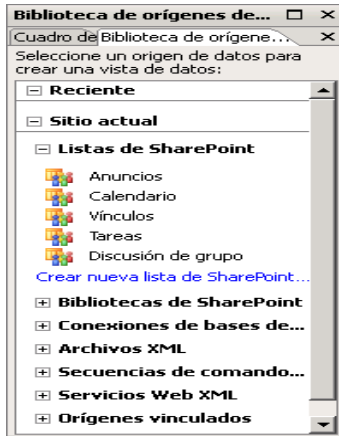 Biblioteca de orígenes de...
Cuadro de Biblioteca de orígene...
Seleccione un origen de datos para
crear una vista de datos:
Reciente
Sitio actual
Listas de SharePoint
Anuncios
Calendario
Vínculos
Tareas
Discusión de grupo
Crear nueva lista de SharePoint...
Bibliotecas de SharePoint
Conexiones de bases de...
Archivos XML
Secuencias de comando...
Servicios Web XML
Orígenes vinculados